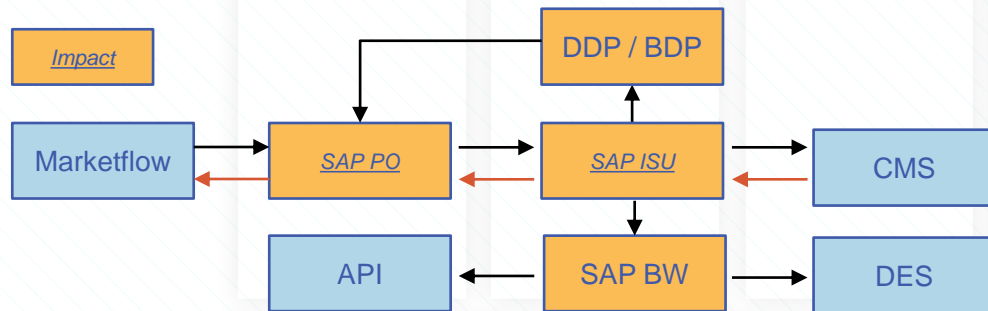 DDP / BDP
Impact
Marketflow
SAP PO
SAP ISU
CMS
API
SAP BW
DES